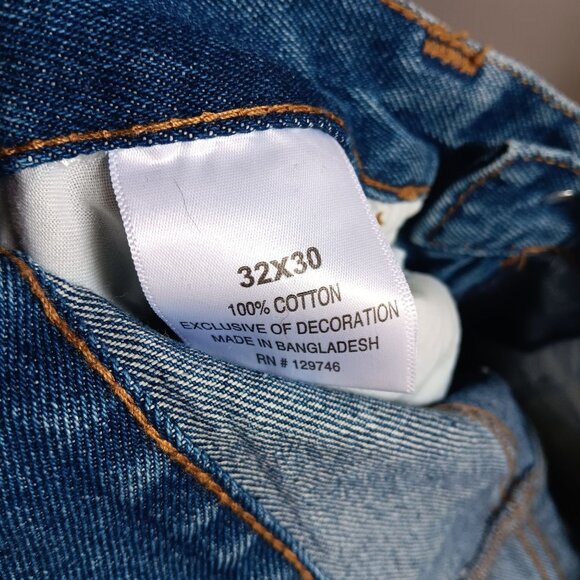 32X30
100% COTTON
EXCLUSIVE OF DECORATION
MADE IN BANGLADESH
RN # 129746